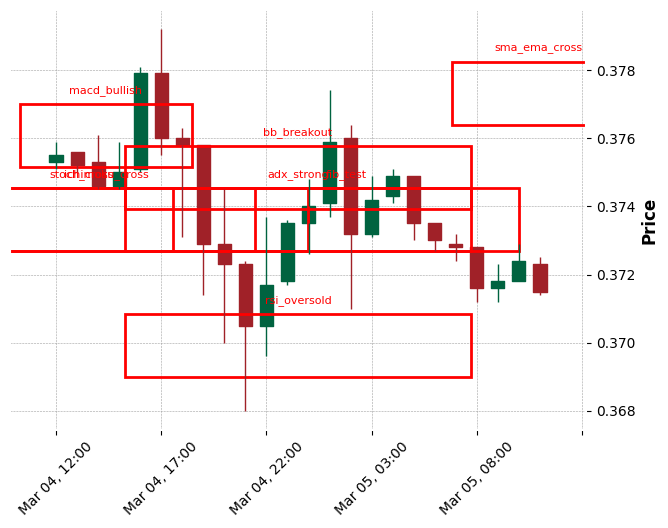 sma_ema_cross
0.378
macd_bullish
0.376
bb_breakout
adx_strong
0.374
Price
0.372
rsi_oversold
0.370
0.368
Mar 04, 12:00
Mar 04, 17:00
Mar 04, 22:00
Mar 05, 03:00
Mar 05, 08:00